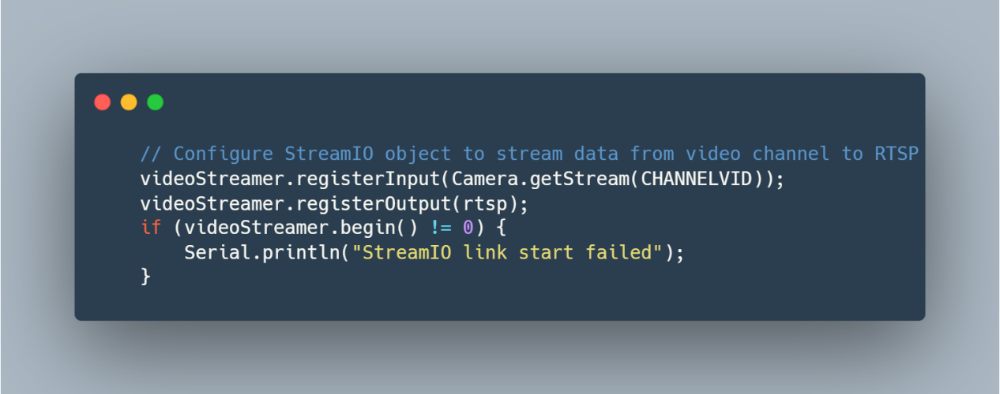 // Configure StreamIO object to stream data from video channel to RTSP
videoStreamer.registerInput(Camera.getStream(CHANNELVID));
videoStreamer.registerOutput(rtsp);
if (videoStreamer.begin() != 0) {
    Serial.println("StreamIO link start failed");
}